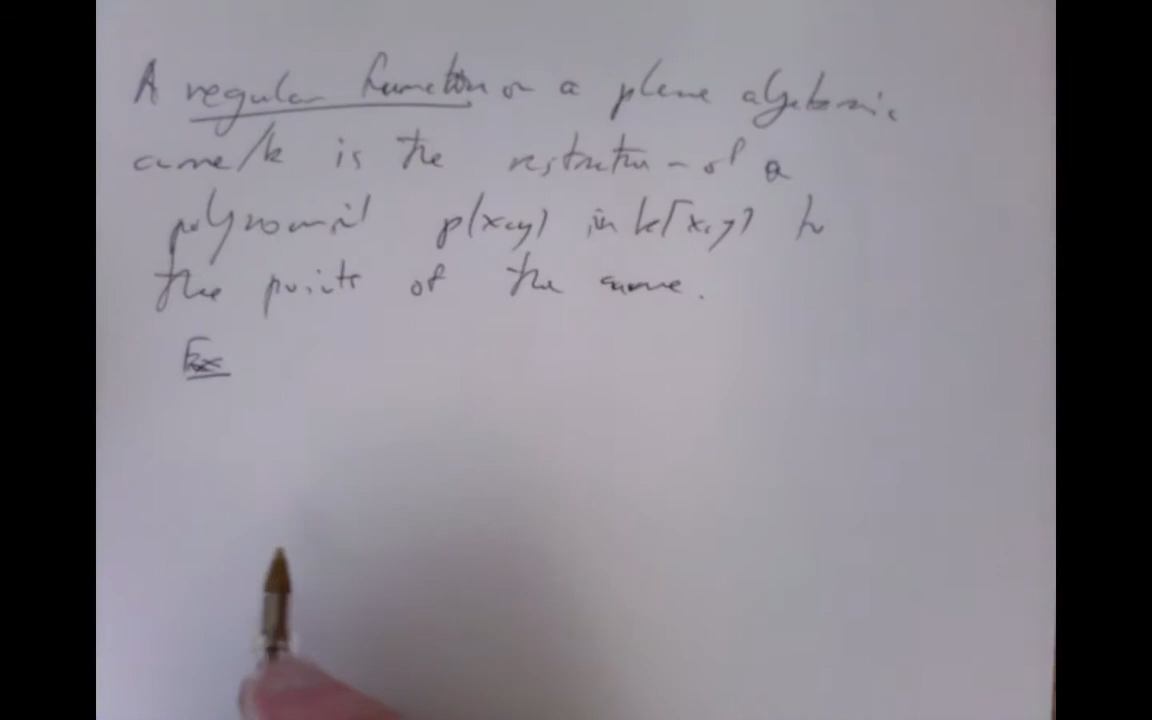 A regular function on a plane algebraic
curve/k is the restriction of a
polynomial p(x,y) in k[x,y] to
the points of the curve.
Ex